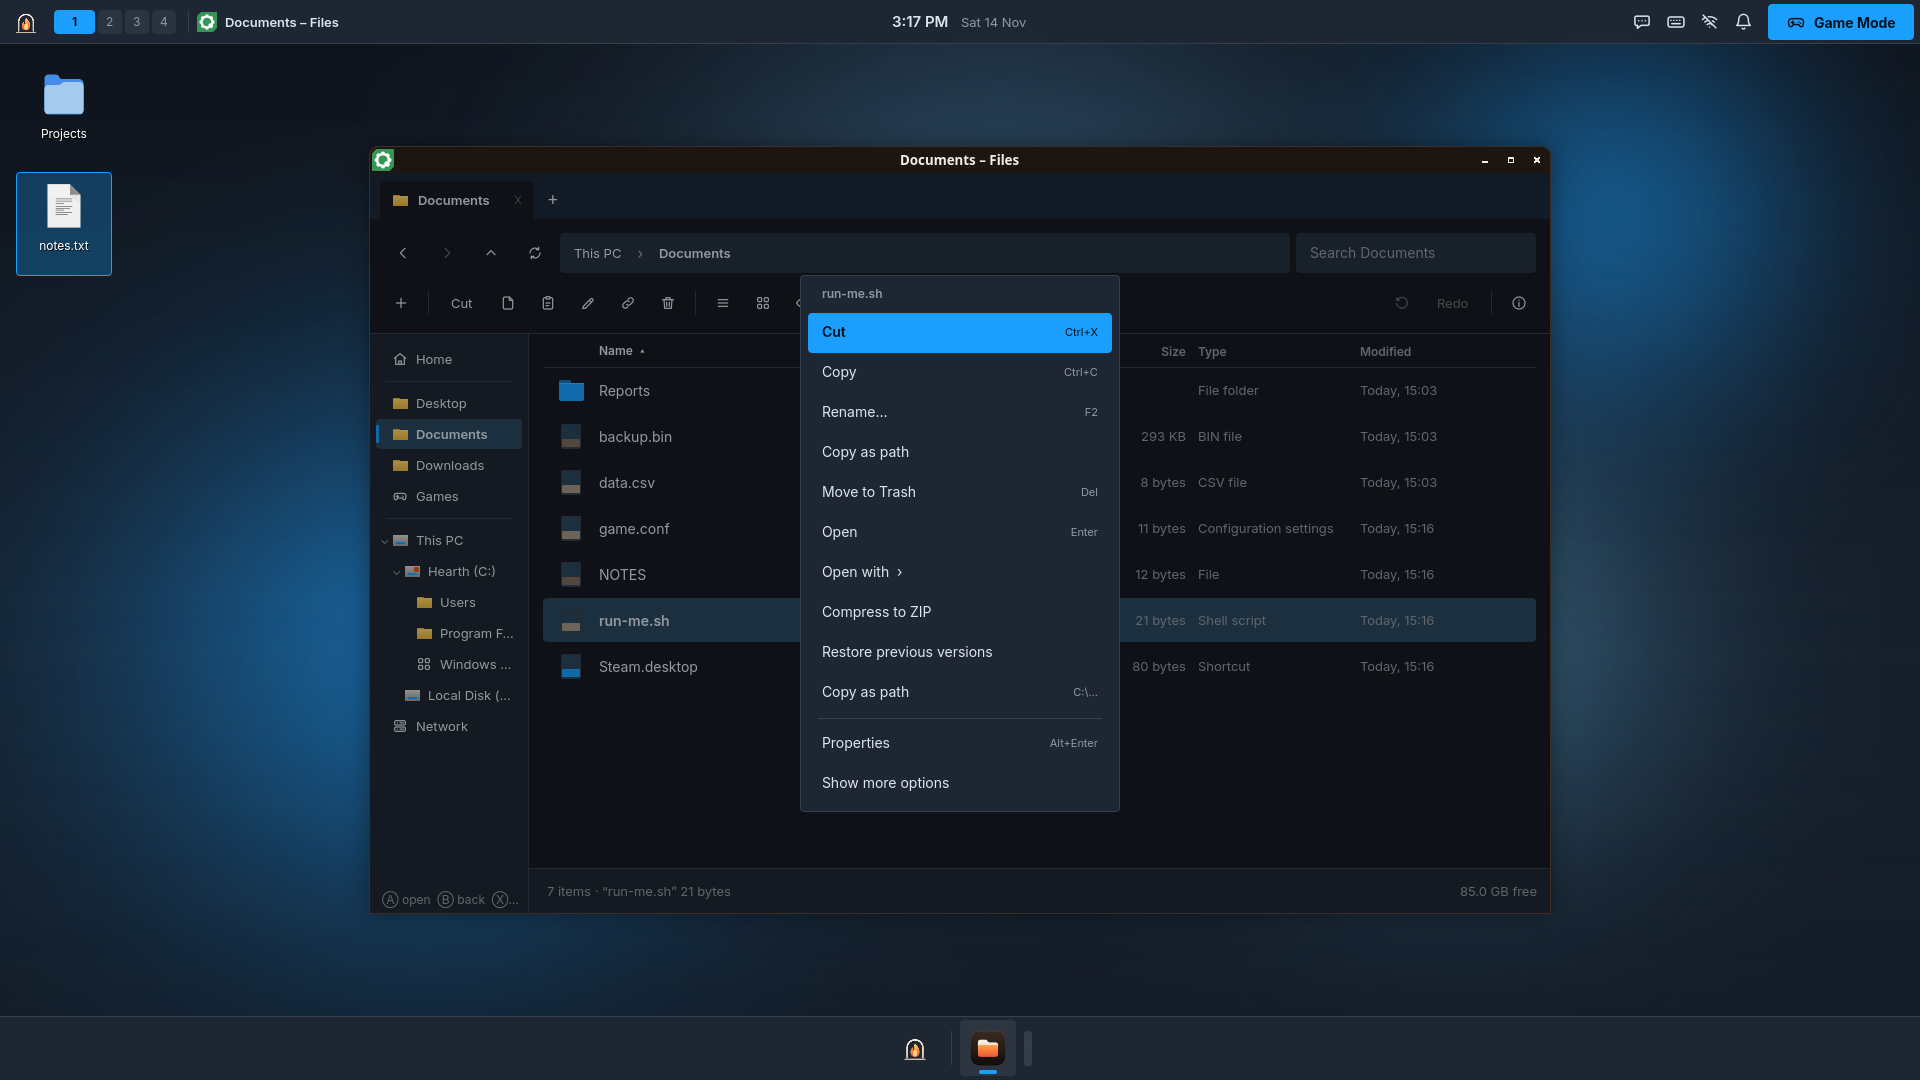 1 2 3 4 Documents – Files 3:17 PM Sat 14 Nov Game Mode
Projects
notes.txt
Documents – Files
Documents X +
This PC › Documents Search Documents
Cut Redo
run-me.sh
Cut Ctrl+X
Copy Ctrl+C
Rename... F2
Copy as path
Move to Trash Del
Open Enter
Open with ›
Compress to ZIP
Restore previous versions
Copy as path C:\...
Properties Alt+Enter
Show more options
Home
Desktop
Documents
Downloads
Games
This PC
Hearth (C:)
Users
Program F...
Windows ...
Local Disk (...
Network
Name Size Type Modified
Reports File folder Today, 15:03
backup.bin 293 KB BIN file Today, 15:03
data.csv 8 bytes CSV file Today, 15:03
game.conf 11 bytes Configuration settings Today, 15:16
NOTES 12 bytes File Today, 15:16
run-me.sh 21 bytes Shell script Today, 15:16
Steam.desktop 80 bytes Shortcut Today, 15:16
A open B back X...
7 items · “run-me.sh” 21 bytes 85.0 GB free